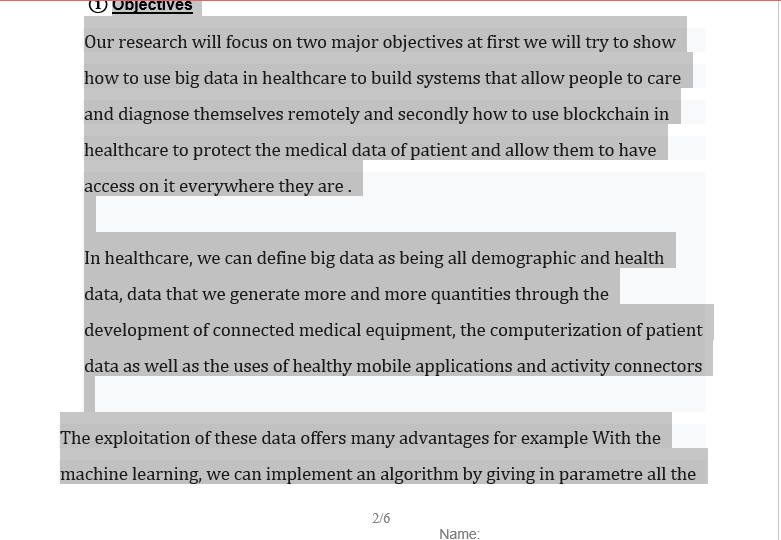 ① Objectives
Our research will focus on two major objectives at first we will try to show
how to use big data in healthcare to build systems that allow people to care
and diagnose themselves remotely and secondly how to use blockchain in
healthcare to protect the medical data of patient and allow them to have
access on it everywhere they are .
In healthcare, we can define big data as being all demographic and health
data, data that we generate more and more quantities through the
development of connected medical equipment, the computerization of patient
data as well as the uses of healthy mobile applications and activity connectors
The exploitation of these data offers many advantages for example With the
machine learning, we can implement an algorithm by giving in parametre all the
2/6
Name: